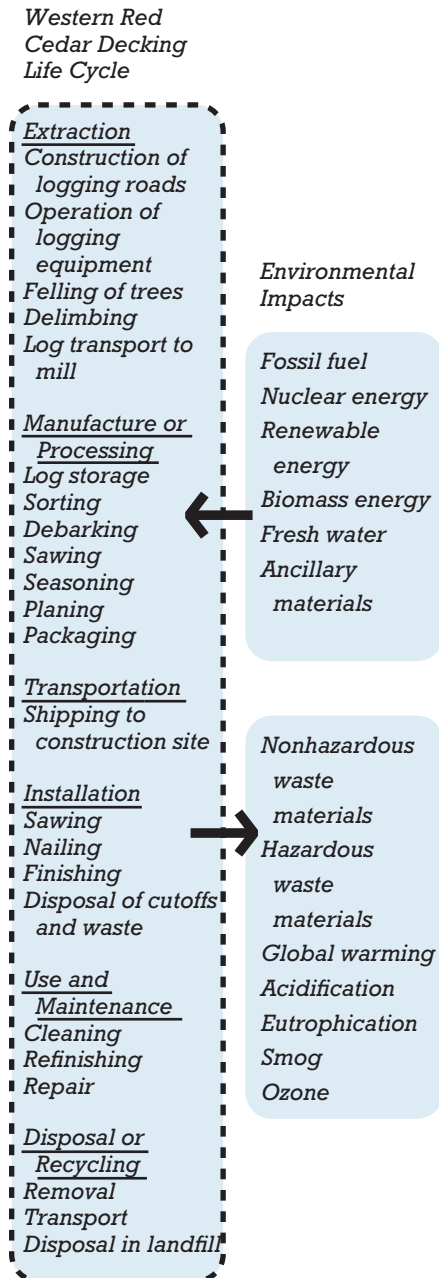 Western Red
Cedar Decking
Life Cycle
Extraction
Construction of
logging roads
Operation of
logging
equipment
Felling of trees
Delimbing
Log transport to
mill
Manufacture or
Processing
Log storage
Sorting
Debarking
Sawing
Seasoning
Planing
Packaging
Transportation
Shipping to
construction site
Installation
Sawing
Nailing
Finishing
Disposal of cutoffs
and waste
Use and
Maintenance
Cleaning
Refinishing
Repair
Disposal or
Recycling
Removal
Transport
Disposal in landfill
Environmental
Impacts
Fossil fuel
Nuclear energy
Renewable
energy
Biomass energy
Fresh water
Ancillary
materials
Nonhazardous
waste
materials
Hazardous
waste
materials
Global warming
Acidification
Eutrophication
Smog
Ozone